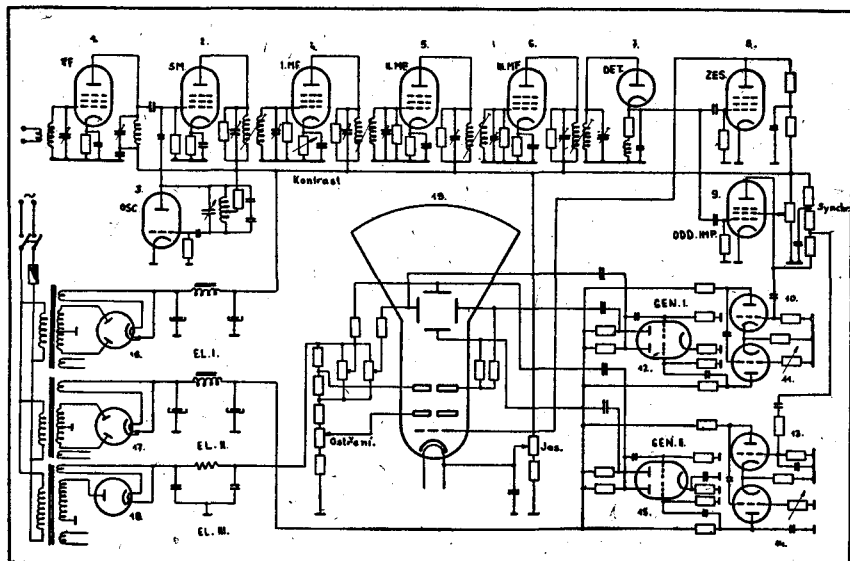 1.
2.
4.
5.
6.
7.
8.
VF
SM.
I.MF
II.MF.
III.MF.
DET.
ZES.
Kontrast
3.
OSC
9.
ODD.IMP.
Synchr.
19.
~
GEN.I.
10.
12.
11.
16.
EL.I.
17.
EL.II.
Ostření.
Jas.
GEN.II.
13.
15.
14.
18.
EL.III.